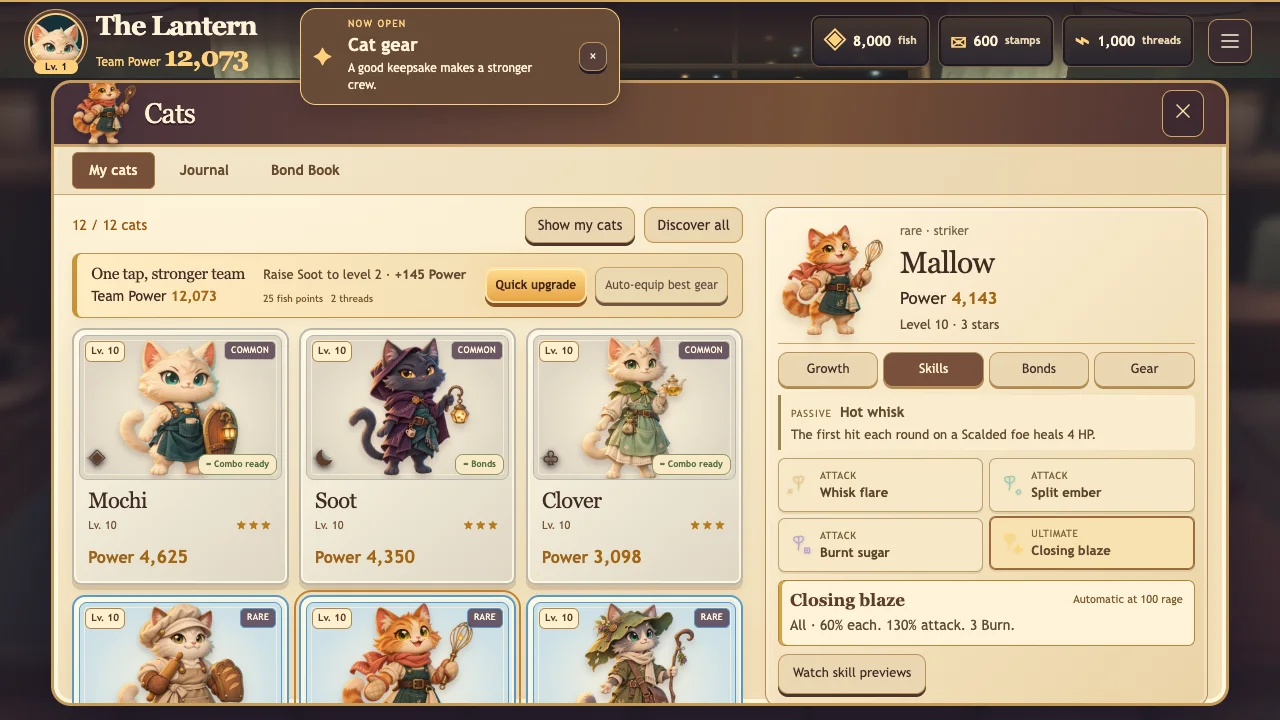 The Lantern
Team Power 12,073
Lv. 1
NOW OPEN
Cat gear
A good keepsake makes a stronger
crew.
×
8,000 fish
600 stamps
1,000 threads
Cats
My cats
Journal
Bond Book
12 / 12 cats
Show my cats
Discover all
One tap, stronger team
Team Power 12,073
Raise Soot to level 2 · +145 Power
25 fish points 2 threads
Quick upgrade
Auto-equip best gear
Lv. 10
COMMON
Combo ready
Mochi
Lv. 10
★★★
Power 4,625
Lv. 10
COMMON
Bonds
Soot
Lv. 10
★★★
Power 4,350
Lv. 10
COMMON
Combo ready
Clover
Lv. 10
★★★
Power 3,098
Lv. 10
RARE
Lv. 10
RARE
Lv. 10
RARE
rare · striker
Mallow
Power 4,143
Level 10 · 3 stars
Growth
Skills
Bonds
Gear
PASSIVE Hot whisk
The first hit each round on a Scalded foe heals 4 HP.
ATTACK
Whisk flare
ATTACK
Split ember
ATTACK
Burnt sugar
ULTIMATE
Closing blaze
Closing blaze
Automatic at 100 rage
All · 60% each. 130% attack. 3 Burn.
Watch skill previews